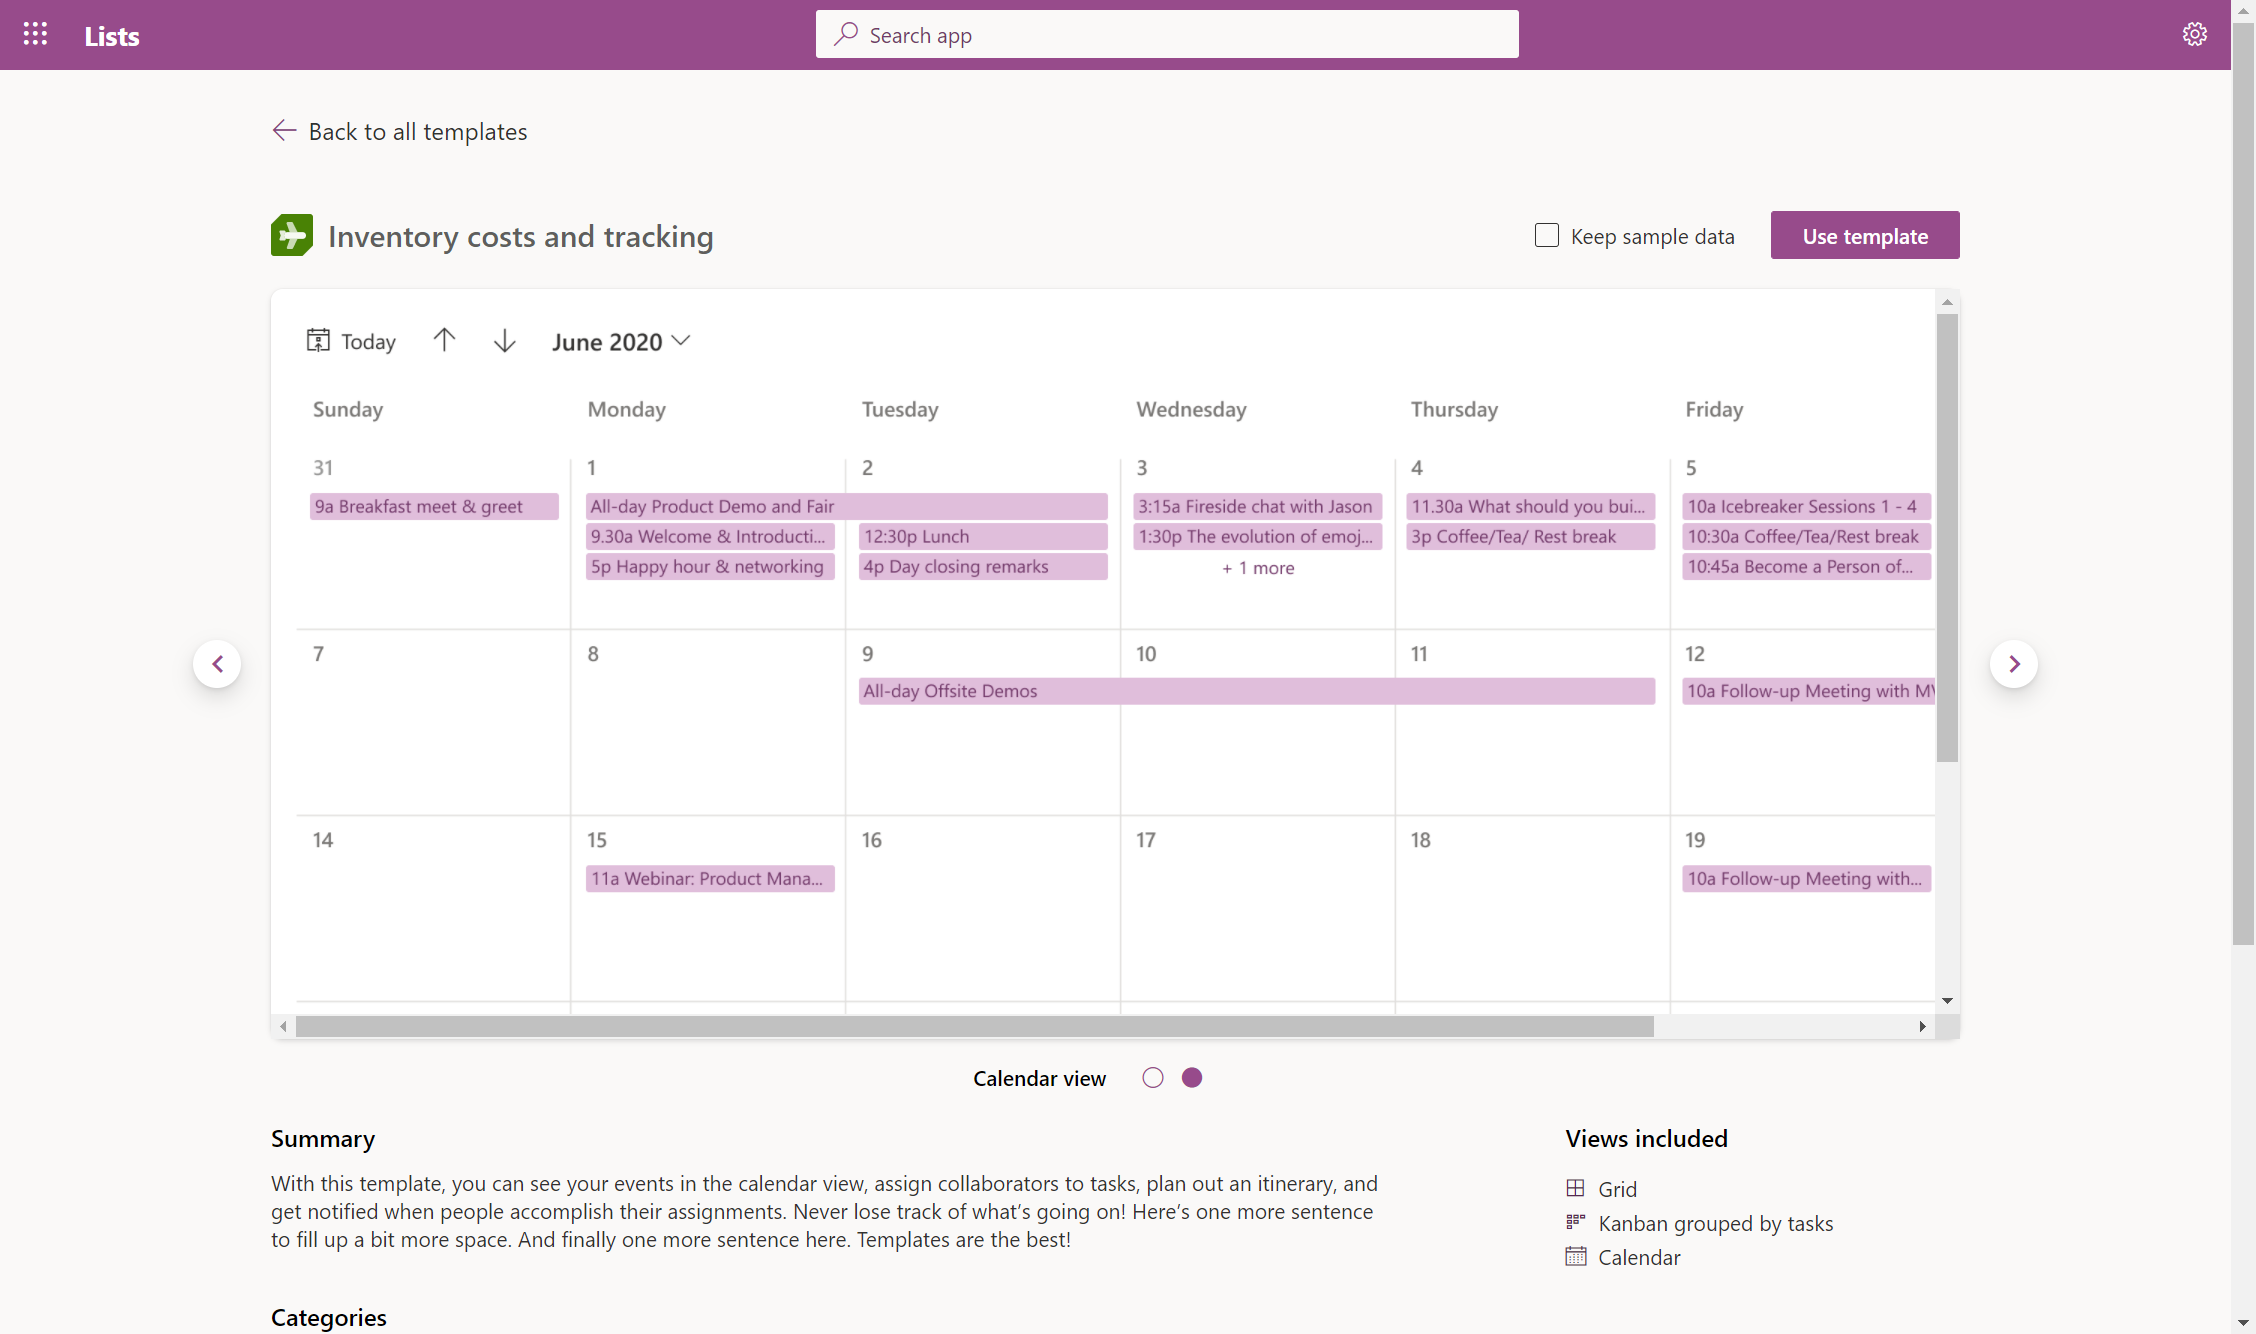 Lists
Search app
Back to all templates
Inventory costs and tracking
Keep sample data
Use template
Today
June 2020
Sunday Monday Tuesday Wednesday Thursday Friday
31 1 2 3 4 5
9a Breakfast meet & greet
All-day Product Demo and Fair
9.30a Welcome & Introducti...
5p Happy hour & networking
12:30p Lunch
4p Day closing remarks
3:15a Fireside chat with Jason
1:30p The evolution of emoj...
+ 1 more
11.30a What should you bui...
3p Coffee/Tea/ Rest break
10a Icebreaker Sessions 1 - 4
10:30a Coffee/Tea/Rest break
10:45a Become a Person of...
7 8 9 10 11 12
All-day Offsite Demos
10a Follow-up Meeting with
14 15 16 17 18 19
11a Webinar: Product Mana...
10a Follow-up Meeting with...
Calendar view
Summary
With this template, you can see your events in the calendar view, assign collaborators to tasks, plan out an itinerary, and
get notified when people accomplish their assignments. Never lose track of what's going on! Here's one more sentence
to fill up a bit more space. And finally one more sentence here. Templates are the best!
Views included
Grid
Kanban grouped by tasks
Calendar
Categories